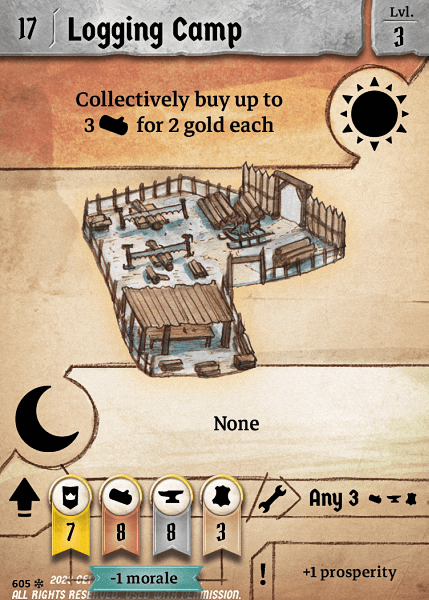 17 Logging Camp
Lvl.
3
Collectively buy up to
3 for 2 gold each
None
7 8 8 3
Any 3
-1 morale
+1 prosperity
605
ALL RIGHTS MISSION.